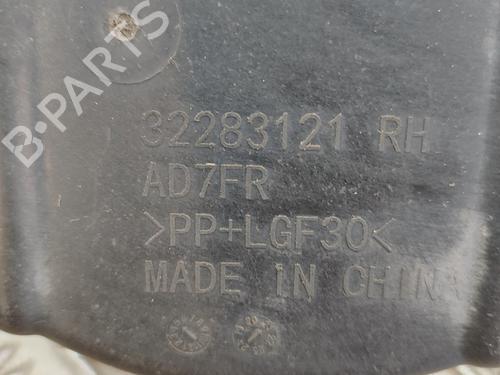 B-PARTS
32283121 RH
AD7FR
>PP+LGF30<
MADE IN CHINA